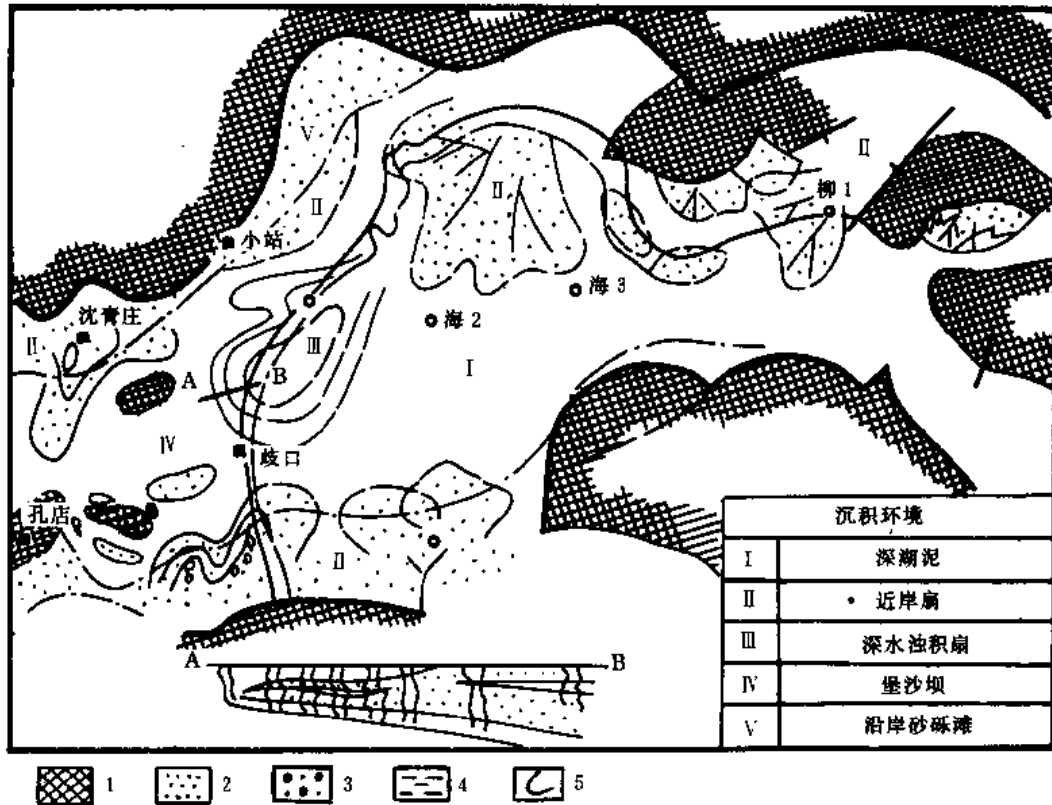 V
Ⅱ
Ⅱ
Ⅱ
柳 1
小站
海 3
沈青庄
海 2
Ⅱ
Ⅲ
A
B
I
Ⅳ
歧口
孔店
Ⅱ
A
B
沉积环境
I 深湖泥
Ⅱ • 近岸扇
Ⅲ 深水浊积扇
Ⅳ 堡沙坝
V 沿岸砂砾滩
1 2 3 4 5